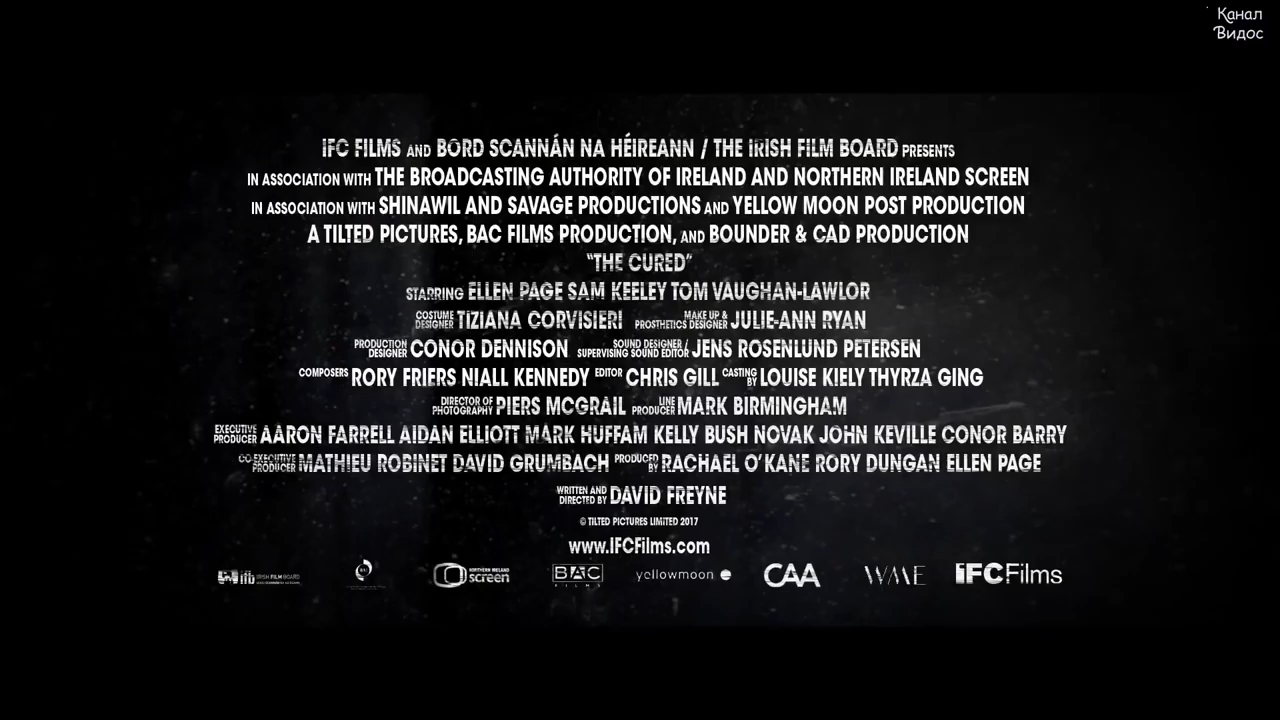 Канал
Видос
IFC FILMS AND BORD SCANNÁN NA HÉIREANN / THE IRISH FILM BOARD PRESENTS
IN ASSOCIATION WITH THE BROADCASTING AUTHORITY OF IRELAND AND NORTHERN IRELAND SCREEN
IN ASSOCIATION WITH SHINAWIL AND SAVAGE PRODUCTIONS AND YELLOW MOON POST PRODUCTION
A TILTED PICTURES, BAC FILMS PRODUCTION, AND BOUNDER & CAD PRODUCTION
"THE CURED"
STARRING ELLEN PAGE SAM KEELEY TOM VAUGHAN-LAWLOR
COSTUME DESIGNER TIZIANA CORVISIERI MAKE UP & PROSTHETICS DESIGNER JULIE-ANN RYAN
PRODUCTION DESIGNER CONOR DENNISON SOUND DESIGNER / SUPERVISING SOUND EDITOR JENS ROSENLUND PETERSEN
COMPOSERS RORY FRIERS NIALL KENNEDY EDITOR CHRIS GILL CASTING BY LOUISE KIELY THYRZA GING
DIRECTOR OF PHOTOGRAPHY PIERS MCGRAIL LINE PRODUCER MARK BIRMINGHAM
EXECUTIVE PRODUCER AARON FARRELL AIDAN ELLIOTT MARK HUFFAM KELLY BUSH NOVAK JOHN KEVILLE CONOR BARRY
CO-EXECUTIVE PRODUCER MATHIEU ROBINET DAVID GRUMBACH PRODUCED BY RACHAEL O'KANE RORY DUNGAN ELLEN PAGE
WRITTEN AND DIRECTED BY DAVID FREYNE
© TILTED PICTURES LIMITED 2017
www.IFCFilms.com
ifb IRISH FILM BOARD NORTHERN IRELAND screen BAC FILMS yellowmoon CAA WME IFC Films